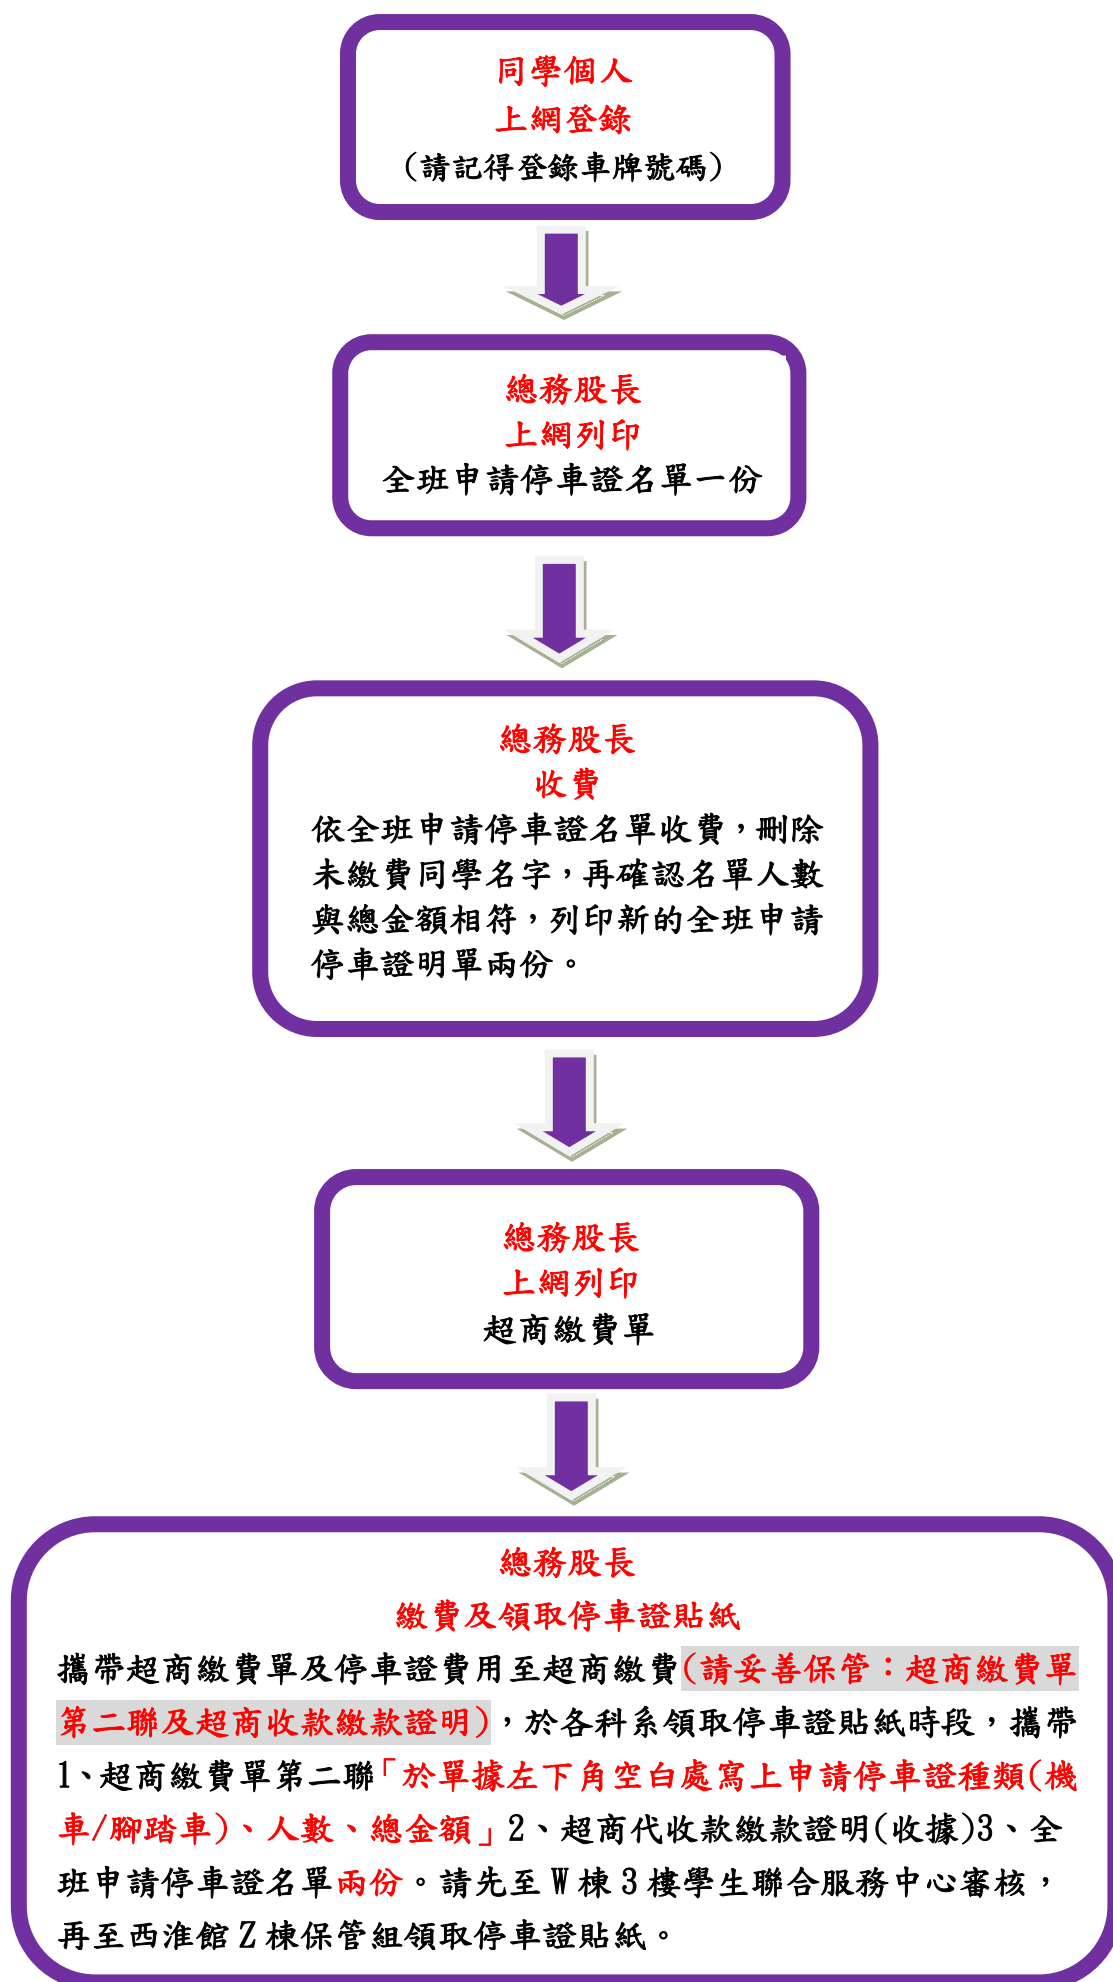 同學個人
上網登錄
(請記得登錄車牌號碼)
總務股長
上網列印
全班申請停車證名單一份
總務股長
收費
依全班申請停車證名單收費，刪除
未繳費同學名字，再確認名單人數
與總金額相符，列印新的全班申請
停車證明單兩份。
總務股長
上網列印
超商繳費單
總務股長
繳費及領取停車證貼紙
攜帶超商繳費單及停車證費用至超商繳費(請妥善保管：超商繳費單
第二聯及超商收款繳款證明)，於各科系領取停車證貼紙時段，攜帶
1、超商繳費單第二聯「於單據左下角空白處寫上申請停車證種類(機
車/腳踏車)、人數、總金額」2、超商代收款繳款證明(收據)3、全
班申請停車證名單兩份。請先至 W 棟 3 樓學生聯合服務中心審核，
再至西淮館 Z 棟保管組領取停車證貼紙。